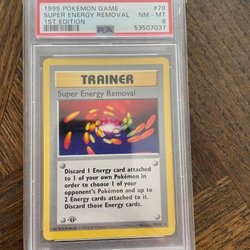 1999 POKEMON GAME #79
SUPER ENERGY REMOVAL NM-MT
1ST EDITION 8
PSA 53507037
TRAINER
Super Energy Removal
Discard 1 Energy card attached
to 1 of your own Pokémon in
order to choose 1 of your
opponent's Pokémon and up to
2 Energy cards attached to it.
Discard those Energy cards.